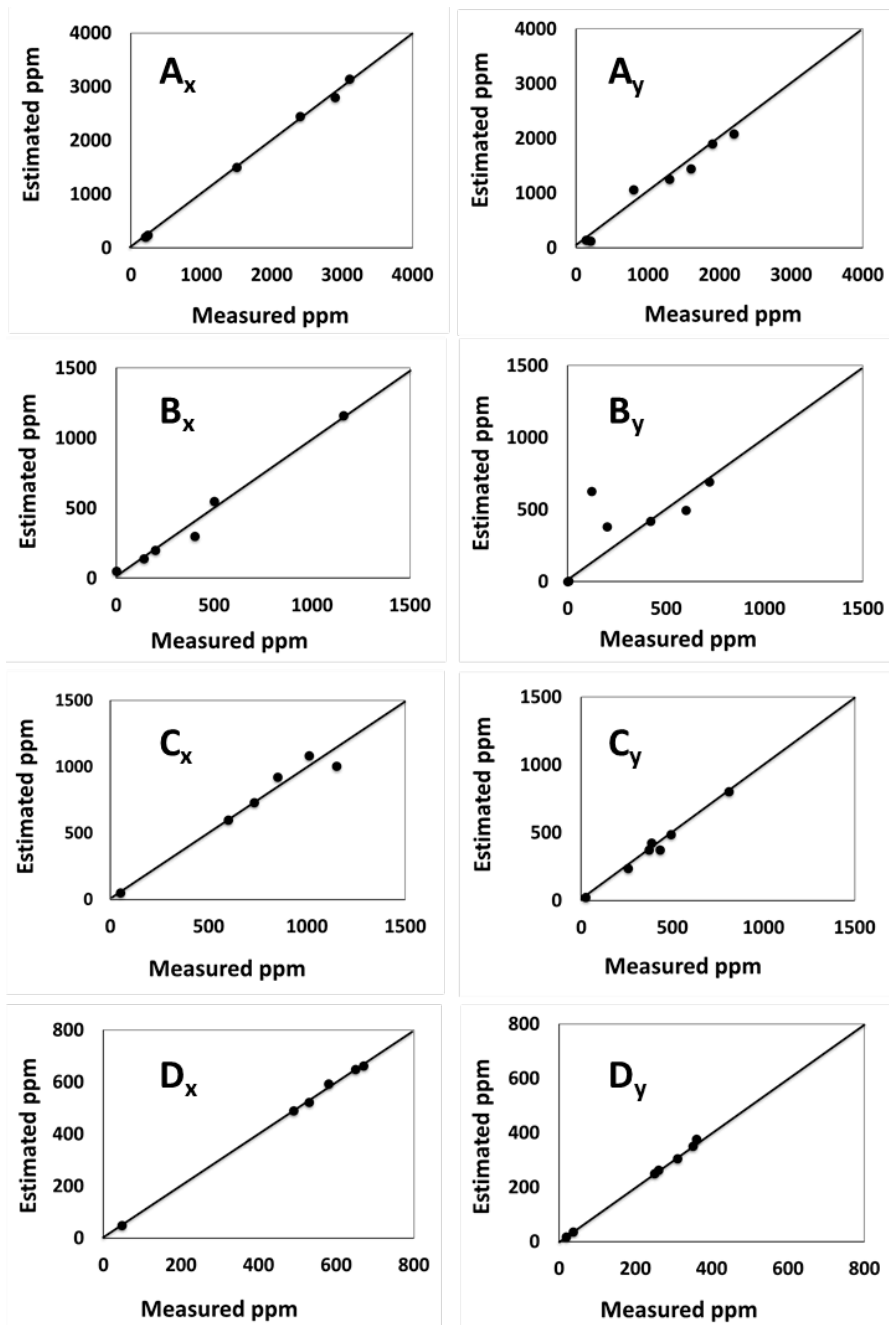 4000
3000
2000
1000
0
Estimated ppm
Ax
0 1000 2000 3000 4000
Measured ppm
4000
3000
2000
1000
0
Estimated ppm
Ay
0 1000 2000 3000 4000
Measured ppm
1500
1000
500
0
Estimated ppm
Bx
0 500 1000 1500
Measured ppm
1500
1000
500
0
Estimated ppm
By
0 500 1000 1500
Measured ppm
1500
1000
500
0
Estimated ppm
Cx
0 500 1000 1500
Measured ppm
1500
1000
500
0
Estimated ppm
Cy
0 500 1000 1500
Measured ppm
800
600
400
200
0
Estimated ppm
Dx
0 200 400 600 800
Measured ppm
800
600
400
200
0
Estimated ppm
Dy
0 200 400 600 800
Measured ppm